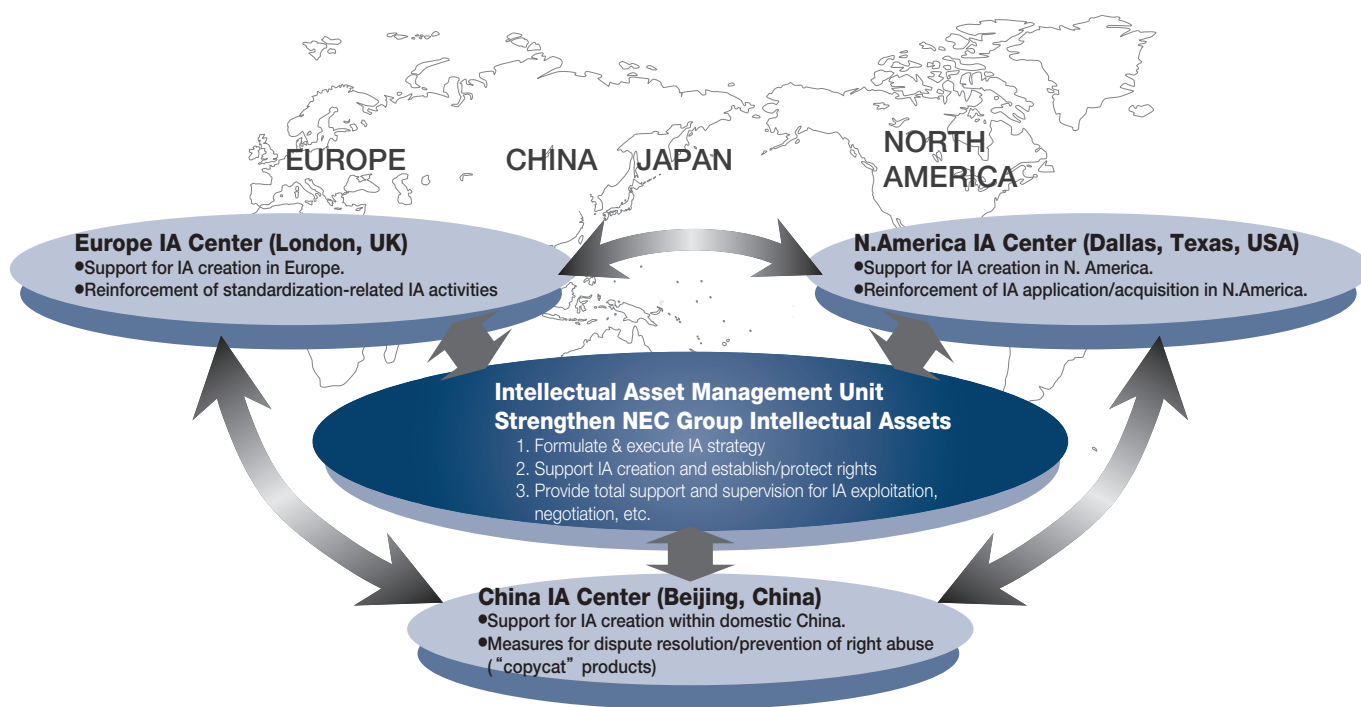 EUROPE
CHINA
JAPAN
NORTH
AMERICA
Europe IA Center (London, UK)
●Support for IA creation in Europe.
●Reinforcement of standardization-related IA activities
N.America IA Center (Dallas, Texas, USA)
●Support for IA creation in N. America.
●Reinforcement of IA application/acquisition in N.America.
Intellectual Asset Management Unit
Strengthen NEC Group Intellectual Assets
1. Formulate & execute IA strategy
2. Support IA creation and establish/protect rights
3. Provide total support and supervision for IA exploitation,
negotiation, etc.
China IA Center (Beijing, China)
●Support for IA creation within domestic China.
●Measures for dispute resolution/prevention of right abuse
(“copycat” products)